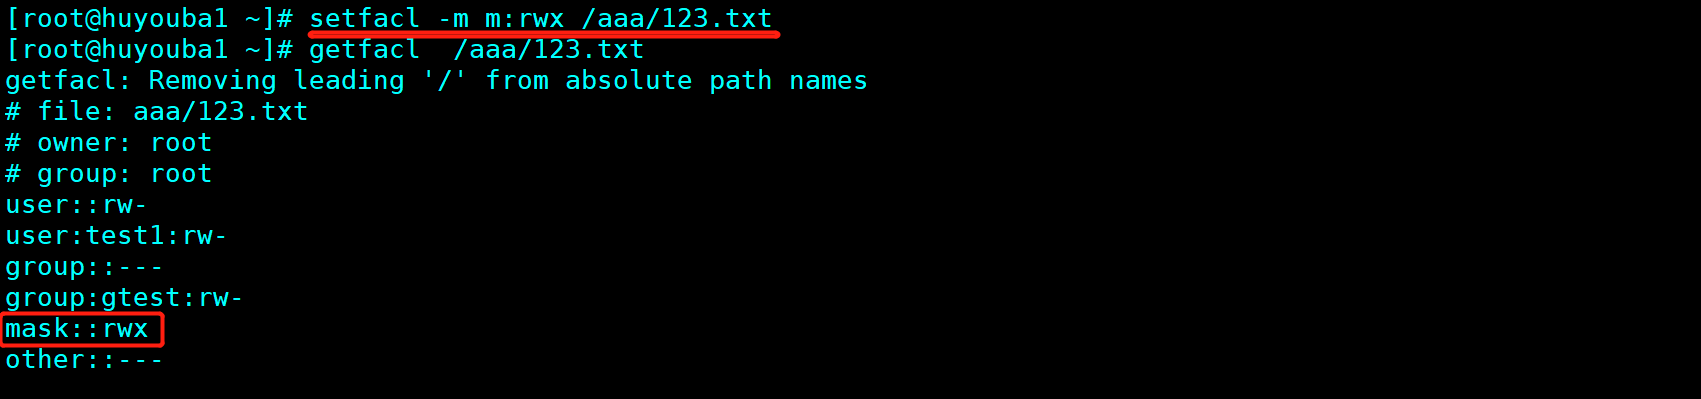 [root@huyouba1 ~]# setfacl -m m:rwx /aaa/123.txt
[root@huyouba1 ~]# getfacl  /aaa/123.txt
getfacl: Removing leading '/' from absolute path names
# file: aaa/123.txt
# owner: root
# group: root
user::rw-
user:test1:rw-
group::---
group:gtest:rw-
mask::rwx
other::---